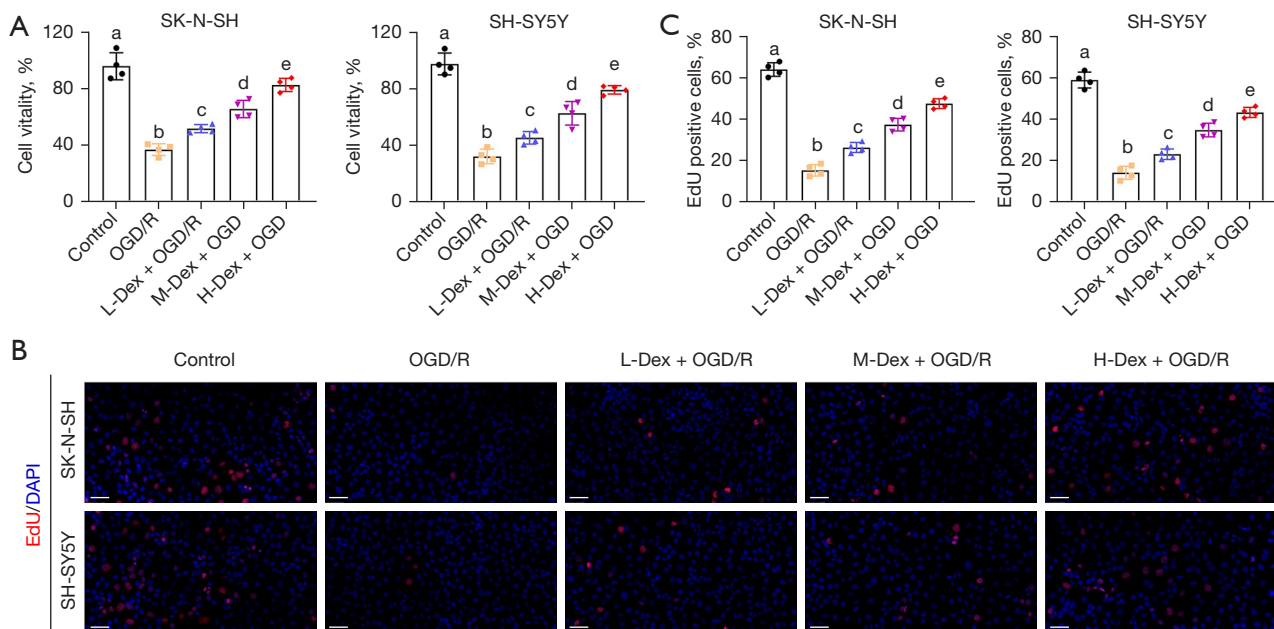 A
SK-N-SH
Cell vitality, %
120
80
40
0
a
b
c
d
e
Control
OGD/R
L-Dex + OGD/R
M-Dex + OGD
H-Dex + OGD
SH-SY5Y
Cell vitality, %
120
80
40
0
a
b
c
d
e
Control
OGD/R
L-Dex + OGD/R
M-Dex + OGD
H-Dex + OGD
C
SK-N-SH
EdU positive cells, %
80
60
40
20
0
a
b
c
d
e
Control
OGD/R
L-Dex + OGD/R
M-Dex + OGD
H-Dex + OGD
SH-SY5Y
EdU positive cells, %
80
60
40
20
0
a
b
c
d
e
Control
OGD/R
L-Dex + OGD/R
M-Dex + OGD
H-Dex + OGD
B
Control
OGD/R
L-Dex + OGD/R
M-Dex + OGD/R
H-Dex + OGD/R
EdU/DAPI
SK-N-SH
SH-SY5Y